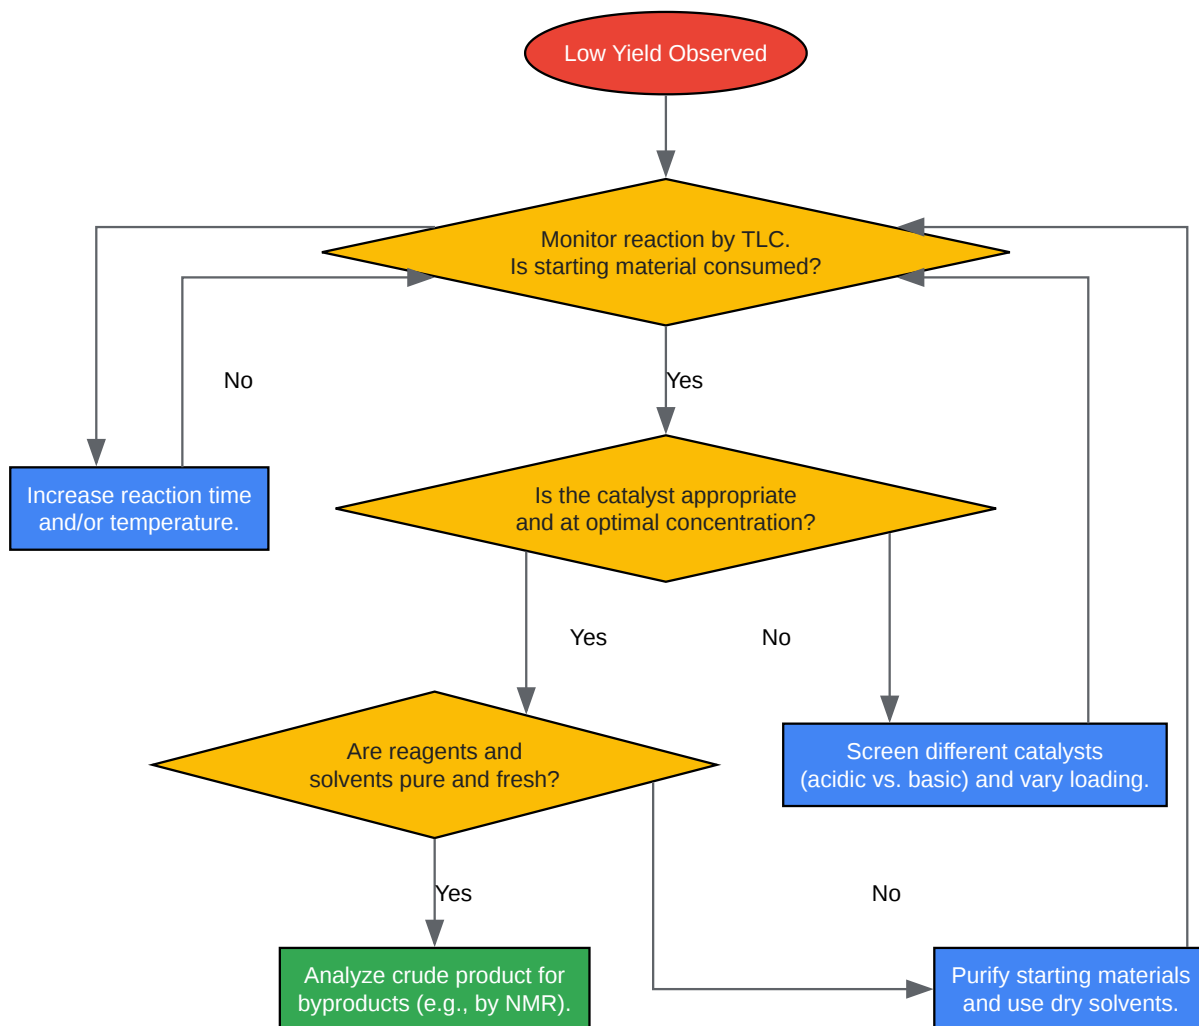 Low Yield Observed
Monitor reaction by TLC.
Is starting material consumed?
No
Yes
Increase reaction time
and/or temperature.
Is the catalyst appropriate
and at optimal concentration?
Yes
No
Are reagents and
solvents pure and fresh?
Screen different catalysts
(acidic vs. basic) and vary loading.
Yes
No
Analyze crude product for
byproducts (e.g., by NMR).
Purify starting materials
and use dry solvents.